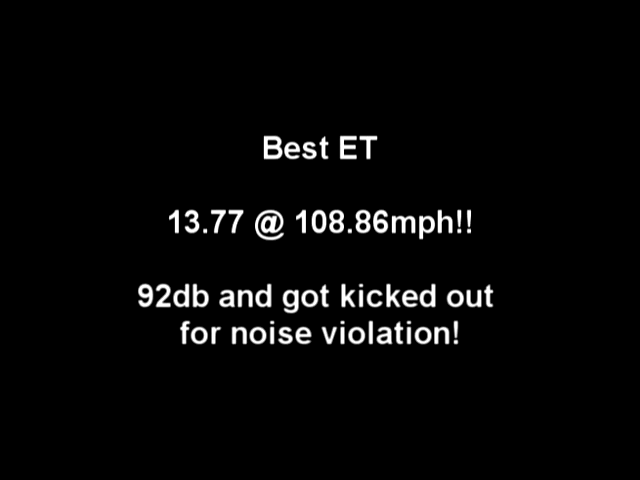 Best ET
13.77 @ 108.86mph!!
92db and got kicked out
for noise violation!